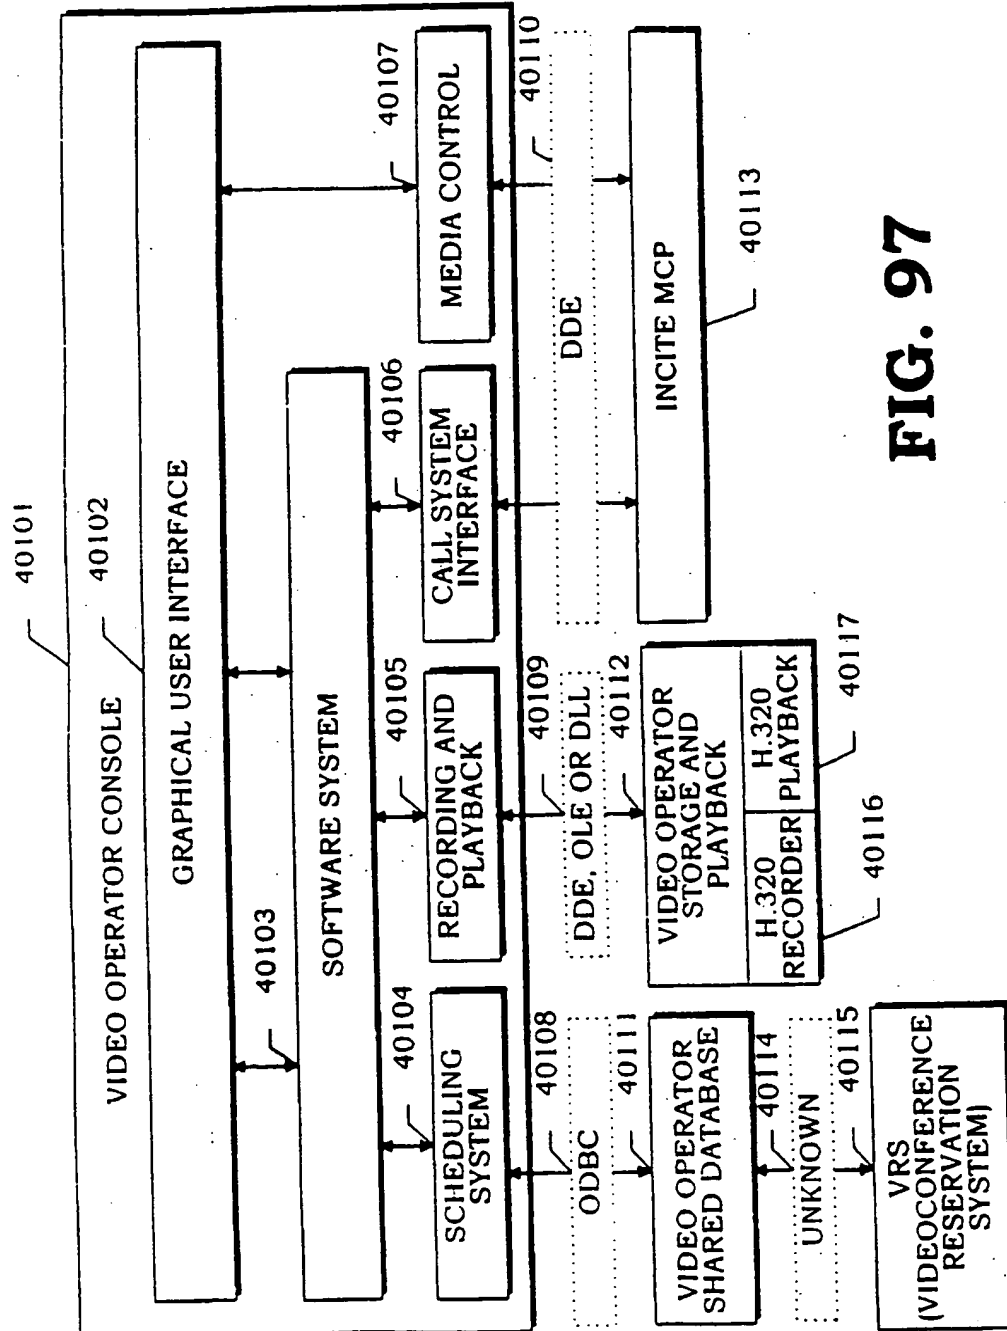 40101
VIDEO OPERATOR CONSOLE
40102
GRAPHICAL USER INTERFACE
40103
SOFTWARE SYSTEM
40104
40105
40106
40107
SCHEDULING
SYSTEM
RECORDING AND
PLAYBACK
CALL SYSTEM
INTERFACE
MEDIA CONTROL
40108
40109
40110
ODBC
DDE, OLE OR DLL
DDE
40111
40112
VIDEO OPERATOR
SHARED DATABASE
VIDEO OPERATOR
STORAGE AND
PLAYBACK
H.320
RECORDER
H.320
PLAYBACK
INCITE MCP
40113
40114
40116
40117
UNKNOWN
40115
VRS
(VIDEOCONFERENCE
RESERVATION
SYSTEM)
FIG. 97